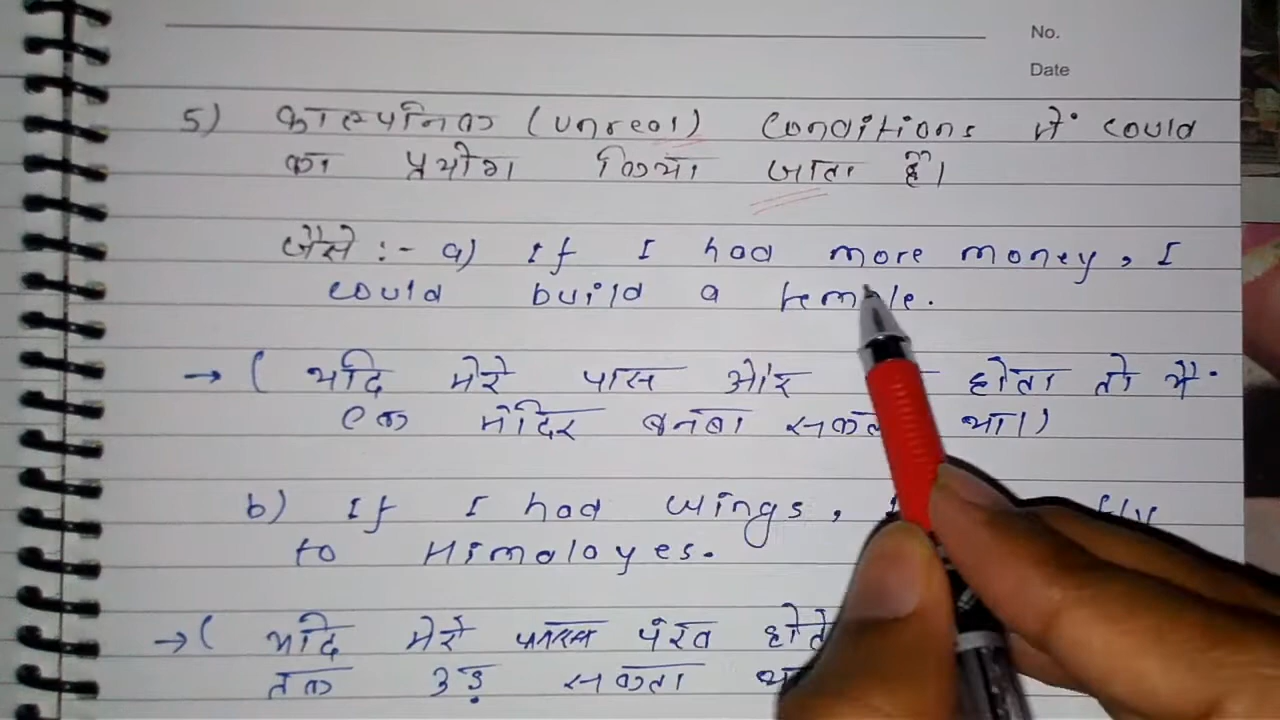 No.
Date
5) काल्पनिक (unreal) conditions में could
का प्रयोग किया जाता हैं।
जैसे :- a) If I had more money, I
could build a temple.
→ ( यदि मेरे पास और होता तो मैं
एक मंदिर बनवा सकता था।)
b) If I had wings, I fly
to Himalayes.
→ ( यदि मेरे पास पंख होते
तक उड़ सकता